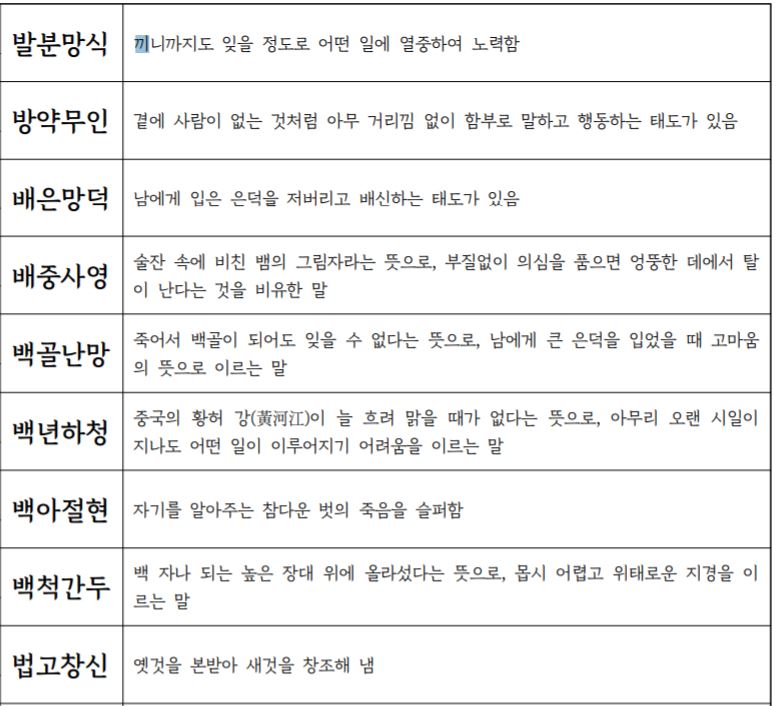 발분망식
끼니까지도 잊을 정도로 어떤 일에 열중하여 노력함
방약무인
곁에 사람이 없는 것처럼 아무 거리낌 없이 함부로 말하고 행동하는 태도가 있음
배은망덕
남에게 입은 은덕을 저버리고 배신하는 태도가 있음
배중사영
술잔 속에 비친 뱀의 그림자라는 뜻으로, 부질없이 의심을 품으면 엉뚱한 데에서 탈
이 난다는 것을 비유한 말
백골난망
죽어서 백골이 되어도 잊을 수 없다는 뜻으로, 남에게 큰 은덕을 입었을 때 고마움
의 뜻으로 이르는 말
백년하청
중국의 황허 강(黃河江)이 늘 흐려 맑을 때가 없다는 뜻으로, 아무리 오랜 시일이
지나도 어떤 일이 이루어지기 어려움을 이르는 말
백아절현
자기를 알아주는 참다운 벗의 죽음을 슬퍼함
백척간두
백 자나 되는 높은 장대 위에 올라섰다는 뜻으로, 몹시 어렵고 위태로운 지경을 이
르는 말
법고창신
옛것을 본받아 새것을 창조해 냄